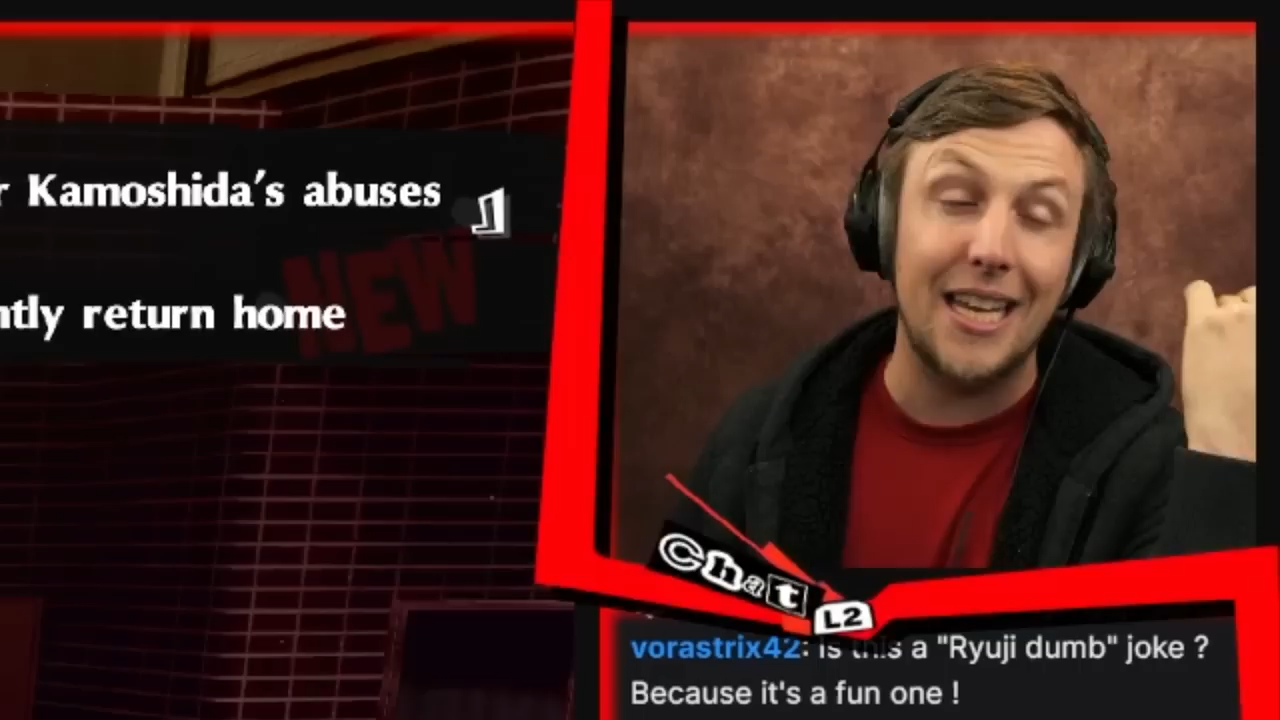 r Kamoshida's abuses
NEW
ntly return home
Chat
L2
vorastrix42: is this a "Ryuji dumb" joke ?
Because it's a fun one !